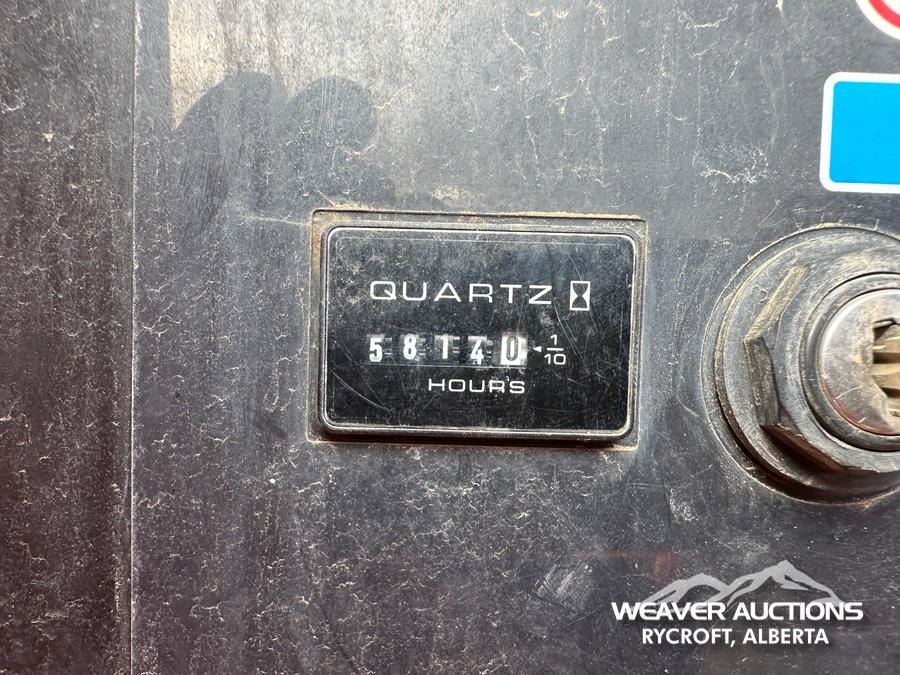 QUARTZ
58140 1/10
HOURS
WEAVER AUCTIONS
RYCROFT, ALBERTA